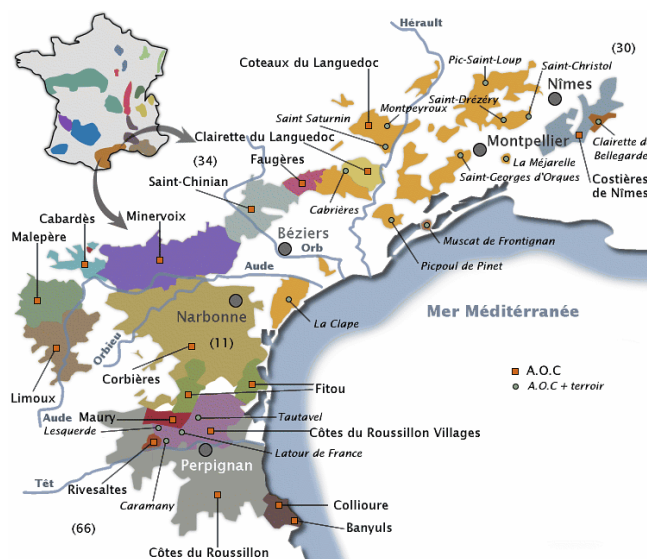 Hérault
(30)
Pic-Saint-Loup
Saint-Christol
Coteaux du Languedoc
Nîmes
Saint-Drézéry
Montpeyroux
Saint Saturnin
Clairette du Languedoc
Montpellier
Clairette de
Bellegarde
(34)
La Méjarelle
Faugères
Saint-Georges d'Orques
Costières
de Nîmes
Saint-Chinian
Cabrières
Cabardès
Minervoix
Malepère
Béziers
Orb
Muscat de Frontignan
Picpoul de Pinet
Aude
Mer Méditérranée
Narbonne
La Clape
Orbieu
(11)
Corbières
A.O.C
Limoux
Fitou
A.O.C + terroir
Aude
Maury
Tautavel
Lesquerde
Côtes du Roussillon Villages
Latour de France
Perpignan
Têt
Rivesaltes
Caramany
Collioure
(66)
Banyuls
Côtes du Roussillon